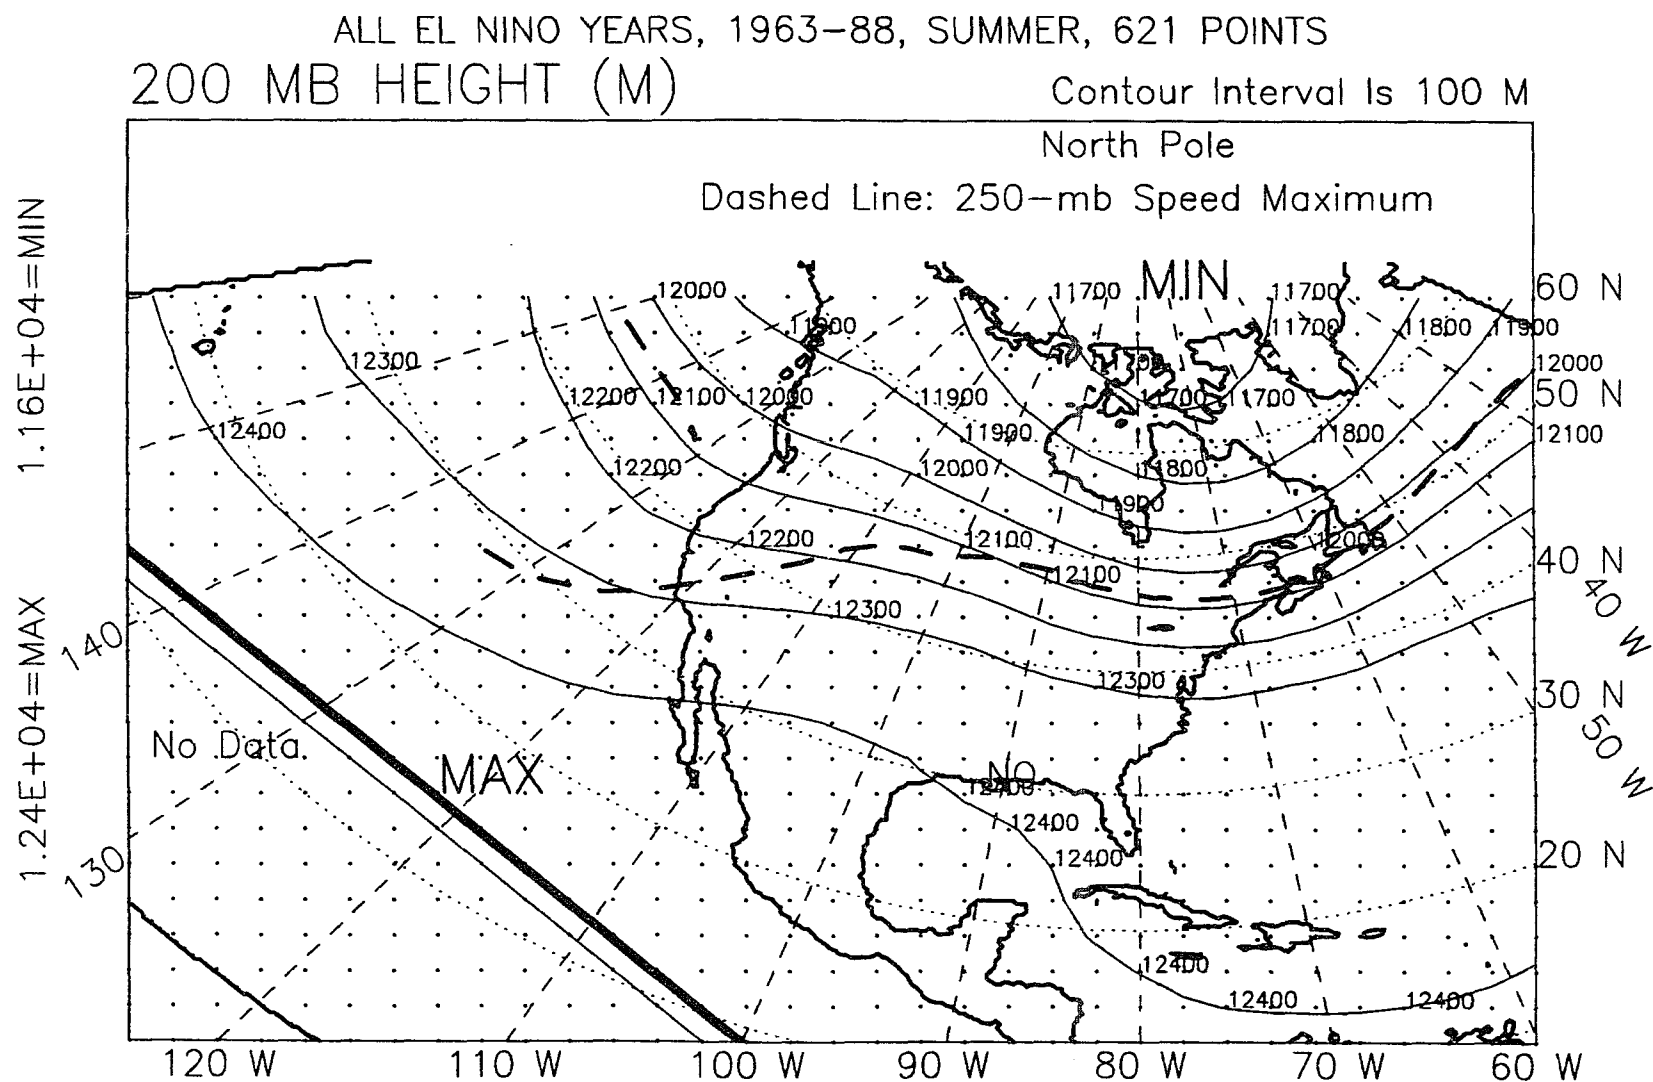 ALL EL NINO YEARS, 1963-88, SUMMER, 621 POINTS
200 MB HEIGHT (M)
Contour Interval Is 100 M
North Pole
Dashed Line: 250-mb Speed Maximum
1.16E+04=MIN
1.24E+04=MAX
MIN
12000
11700
11700
60 N
11900
11700
11800
11900
12300
12000
12200
12100
12000
11900
11700
11700
50 N
12400
11900
11800
12100
12200
12000
11800
11900
12200
12100
12000
12100
40 N
40 W
12300
140
12300
30 N
50 W
No Data.
MAX
NO
12400
12400
12400
20 N
130
12400
12400
12400
120 W
110 W
100 W
90 W
80 W
70 W
60 W